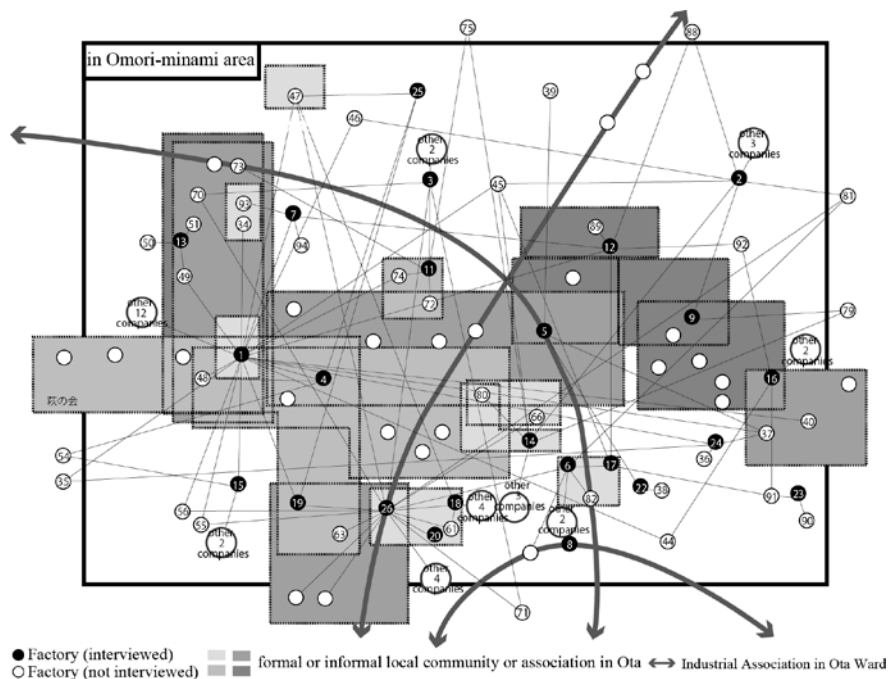 75
88
in Omori-minami area
47
25
39
46
other
2
companies
other
3
companies
73
3
45
2
70
93
7
81
51
34
89
50
13
94
12
92
11
49
74
72
79
other
12
companies
9
5
1
other
2
companies
48
4
16
萩の会
80
66
40
37
14
24
54
36
6
17
35
15
22
38
91
23
82
19
18
56
26
other
4
companies
other
3
companies
90
55
20
61
63
other
2
companies
other
2
companies
8
44
other
4
companies
71
Factory (interviewed)
Factory (not interviewed)
formal or informal local community or association in Ota
Industrial Association in Ota Ward